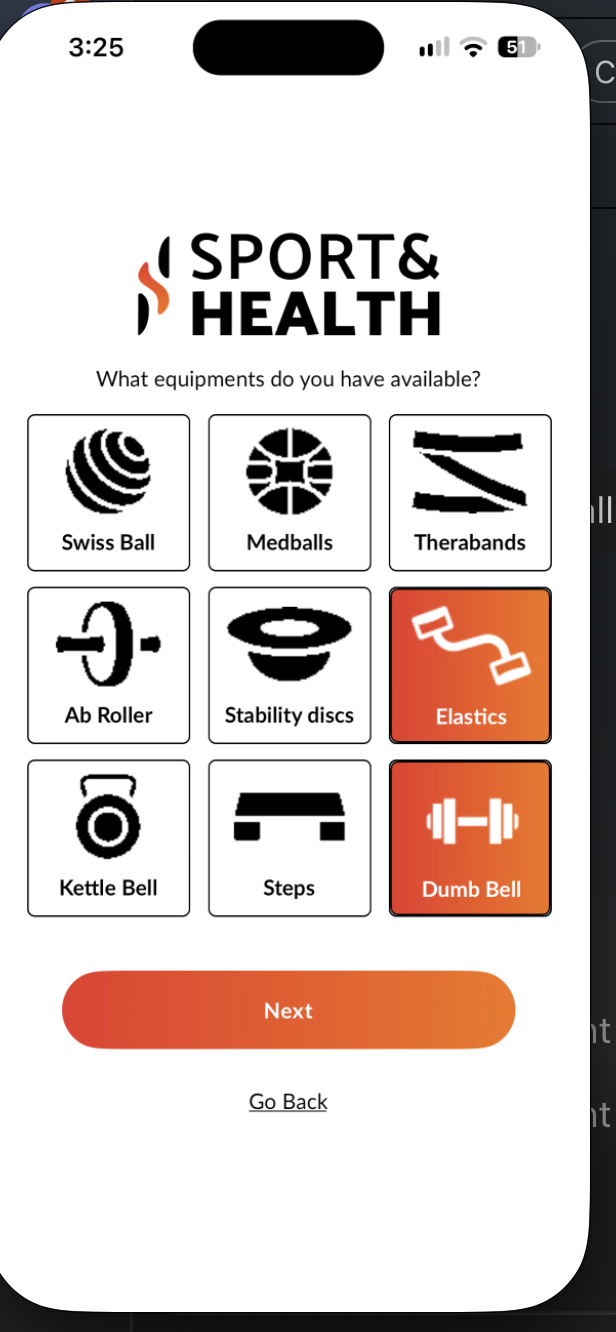 3:25
51
SPORT&
HEALTH
What equipments do you have available?
Swiss Ball
Medballs
Therabands
Ab Roller
Stability discs
Elastics
Kettle Bell
Steps
Dumb Bell
Next
Go Back